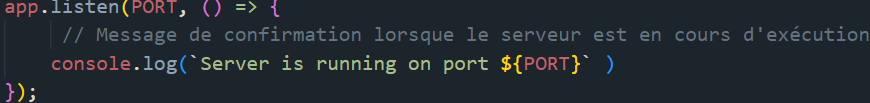 app.listen(PORT, () => {
// Message de confirmation lorsque le serveur est en cours d'exécution
console.log(`Server is running on port ${PORT}` )
});